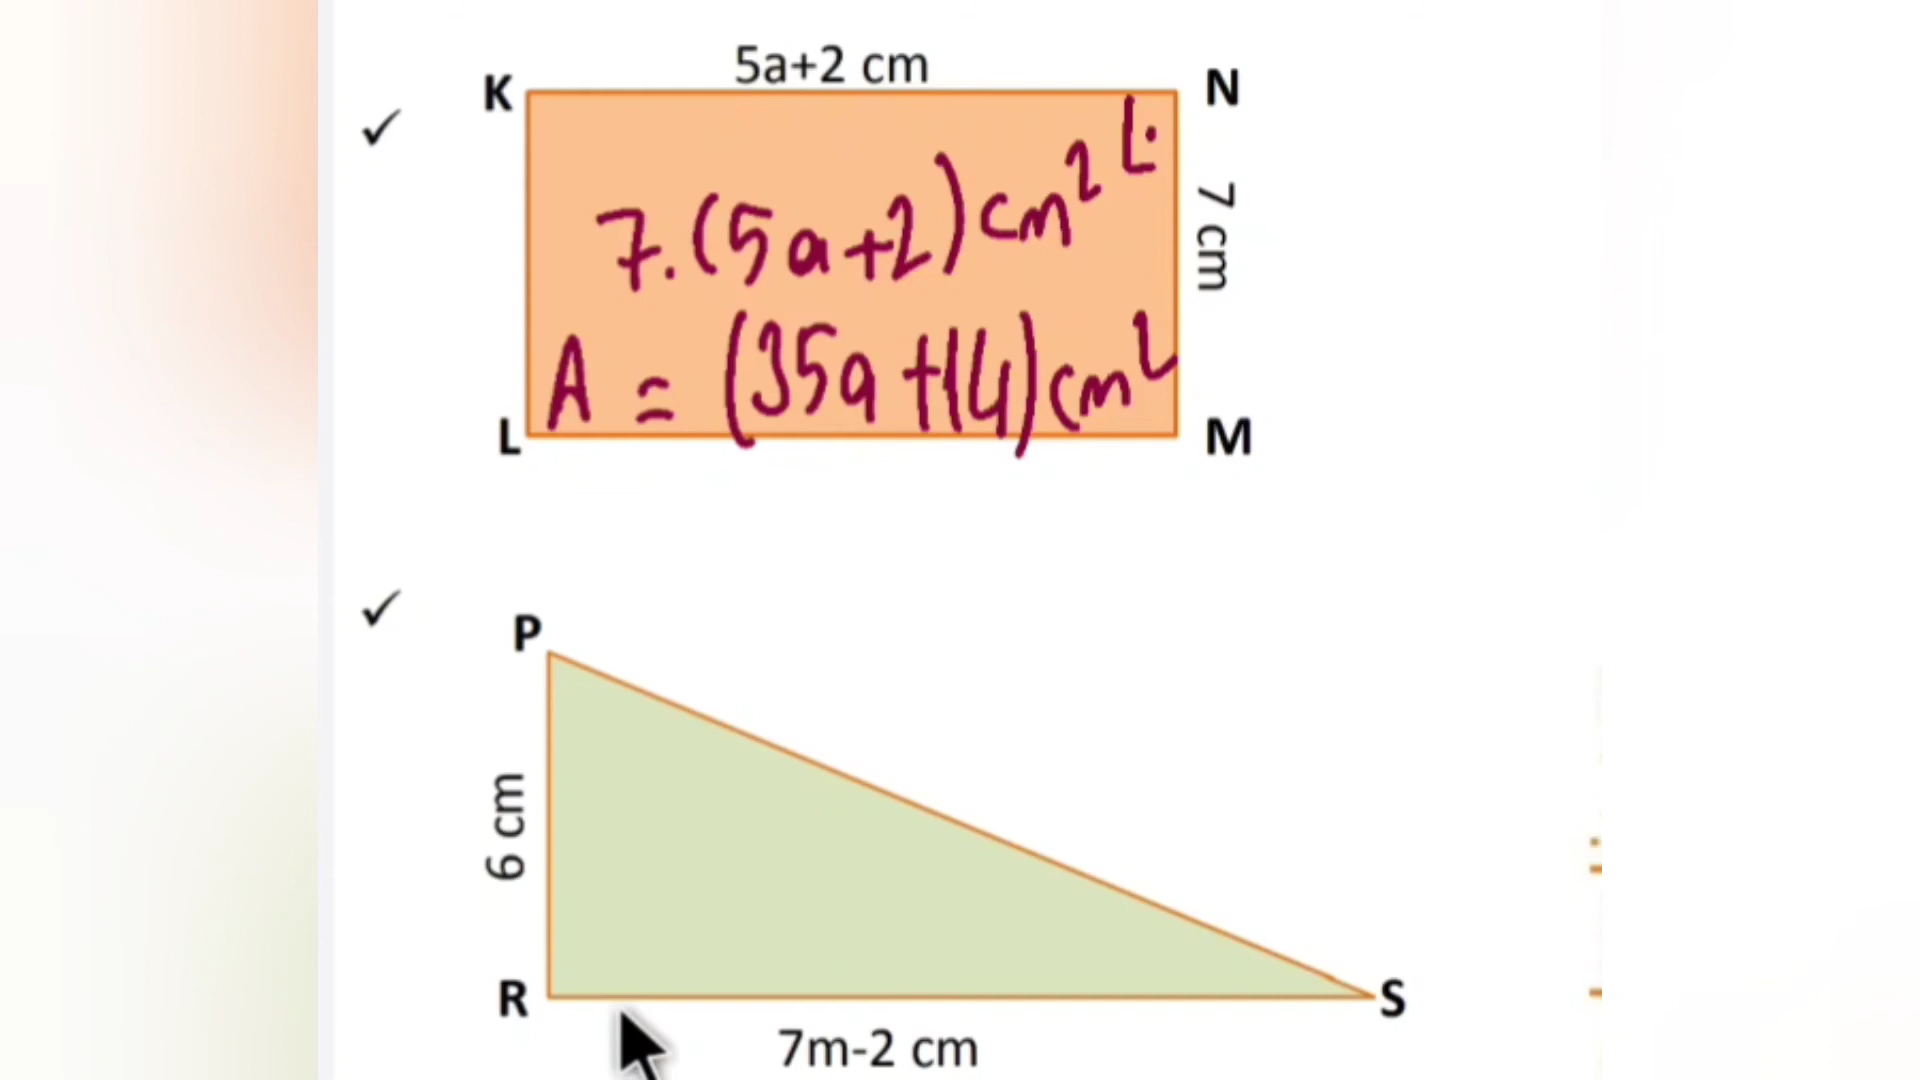 5a+2 cm
K
N
✓
7.(5a+2)cm²
7 cm
A = (35a+14)cm²
L
M
✓
P
6 cm
R
S
7m-2 cm